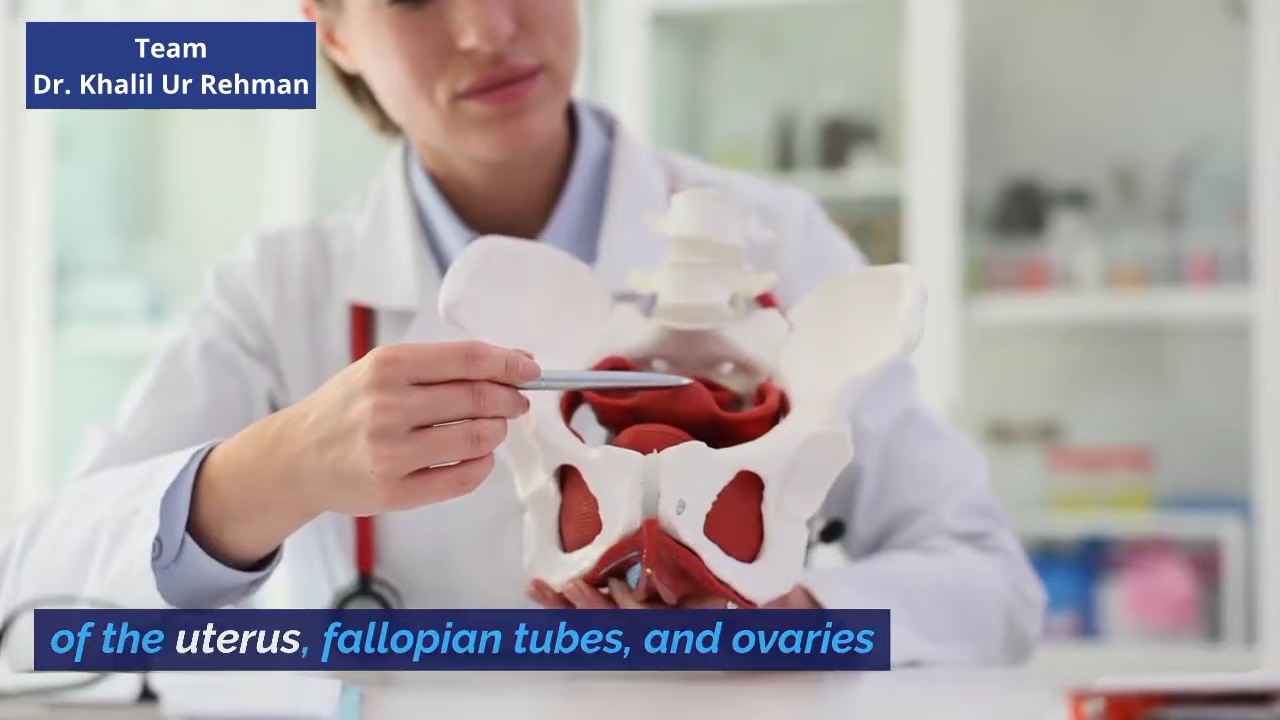 Team
Dr. Khalil Ur Rehman
of the uterus, fallopian tubes, and ovaries